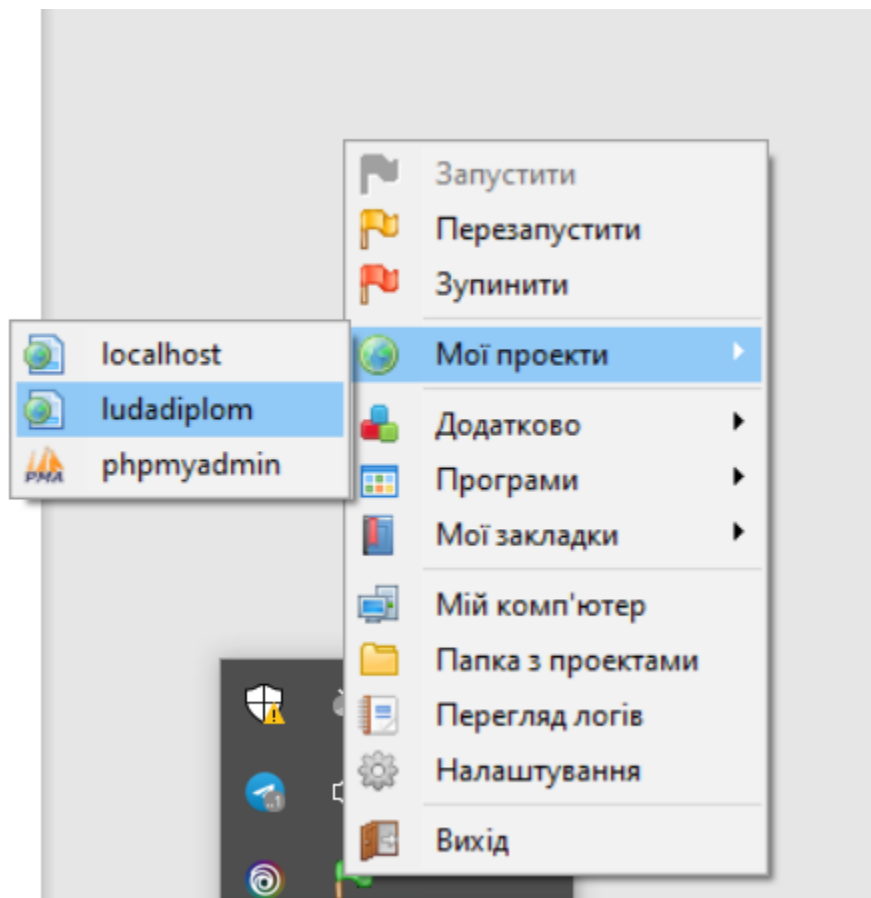 Запустити
Перезапустити
Зупинити
localhost
Мої проекти
ludadiplom
Додатково
phpmyadmin
PMA
Програми
Мої закладки
Мій комп'ютер
Папка з проектами
Перегляд логів
Налаштування
Вихід